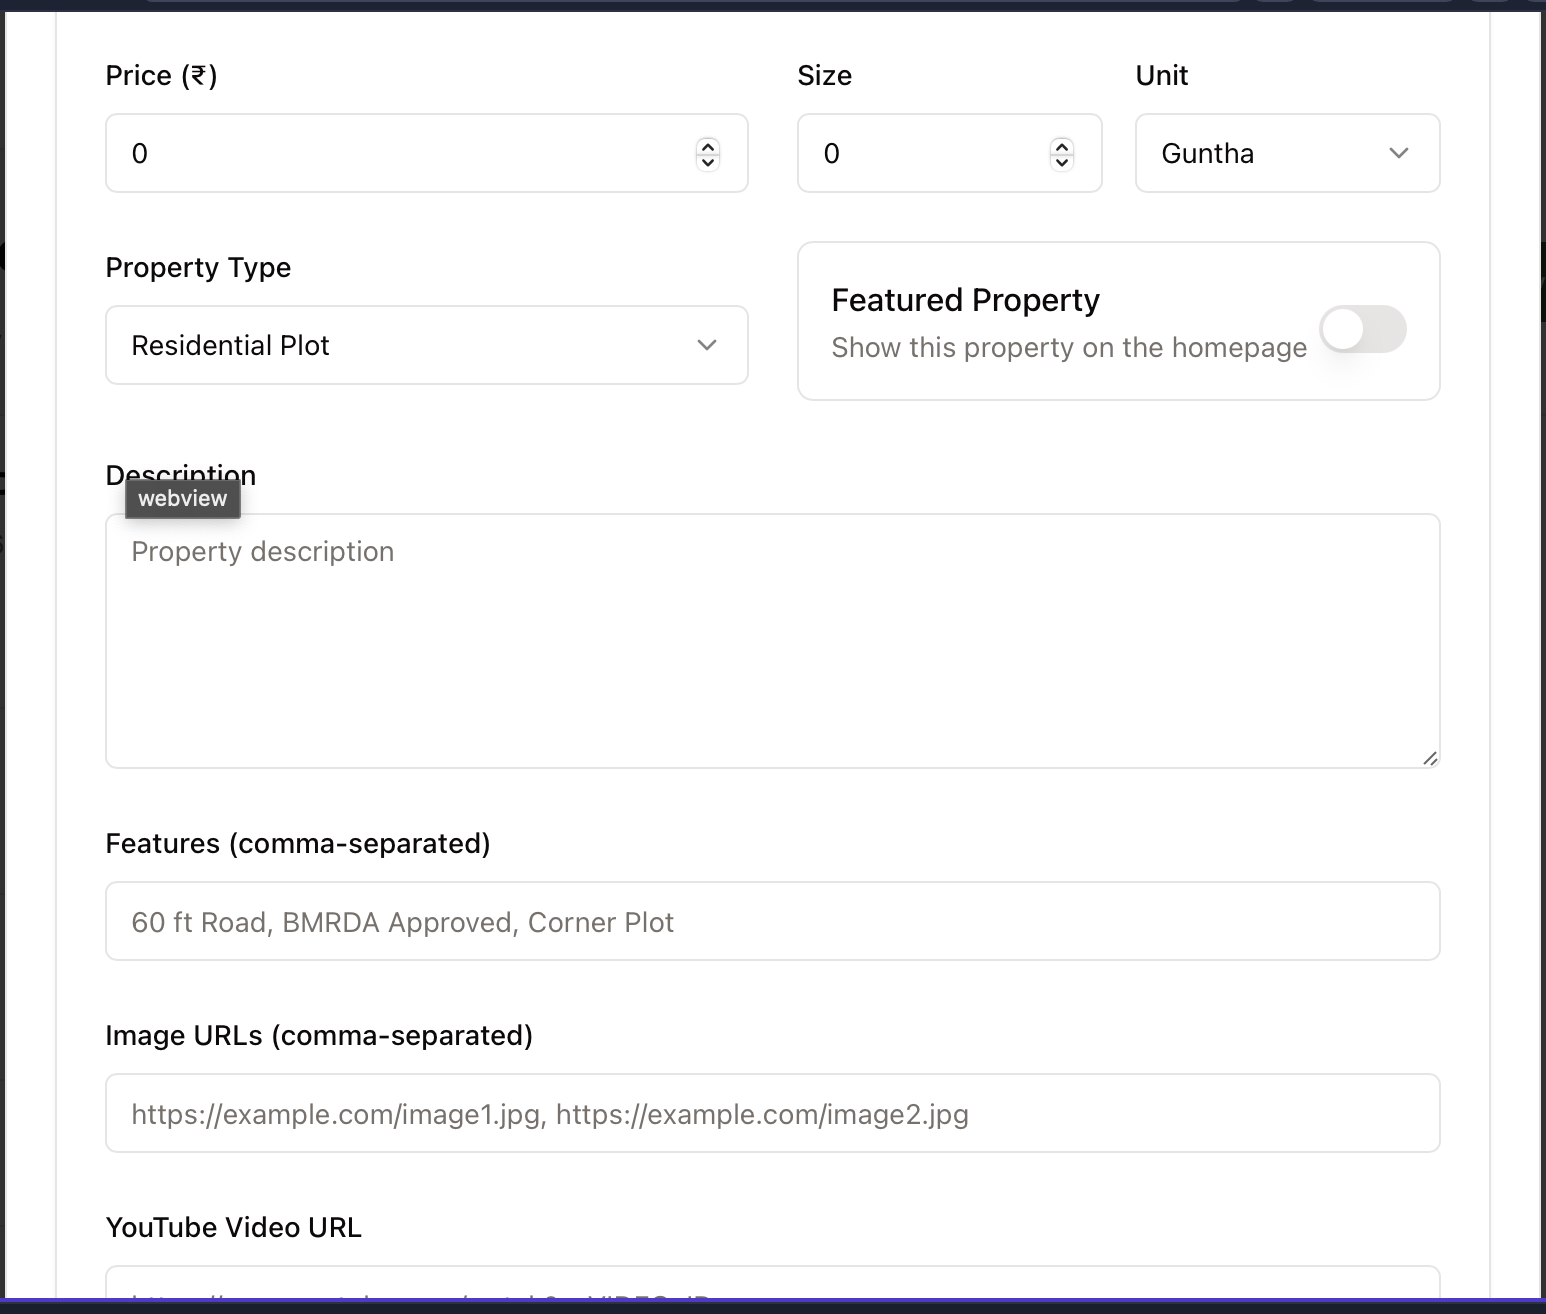 Price (₹)
Size
Unit
0
0
Guntha
Property Type
Featured Property
Residential Plot
Show this property on the homepage
Description
webview
Property description
Features (comma-separated)
60 ft Road, BMRDA Approved, Corner Plot
Image URLs (comma-separated)
https://example.com/image1.jpg, https://example.com/image2.jpg
YouTube Video URL